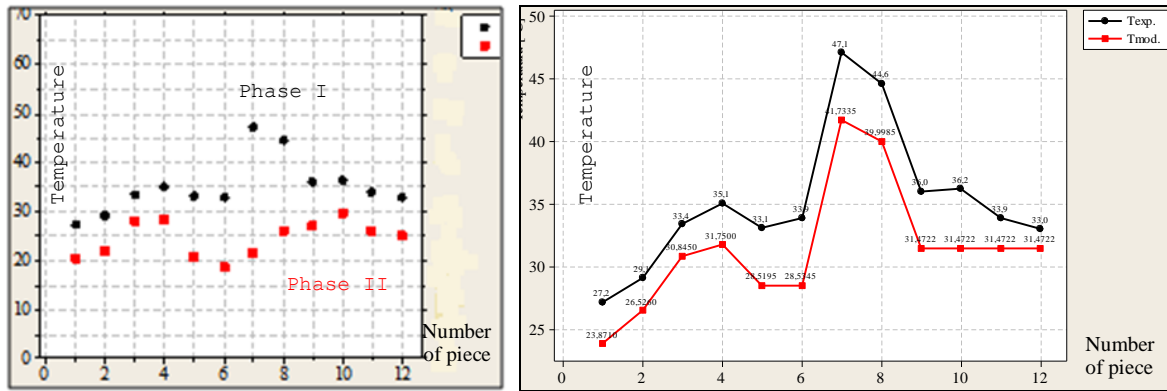 70
60
50
40
30
20
10
0
Temperature
Phase I
Phase II
0 2 4 6 8 10 12
Number
of piece
50
45
40
35
30
25
Temperature
Texp.
Tmod.
47,1
44,6
41,7335
39,9985
27,2
29,1
33,4
35,1
33,1
33,9
36,0
36,2
33,9
33,0
23,8710
26,5260
30,8450
31,7500
28,5195
28,5345
31,4722 31,4722 31,4722 31,4722
0 2 4 6 8 10 12
Number
of piece